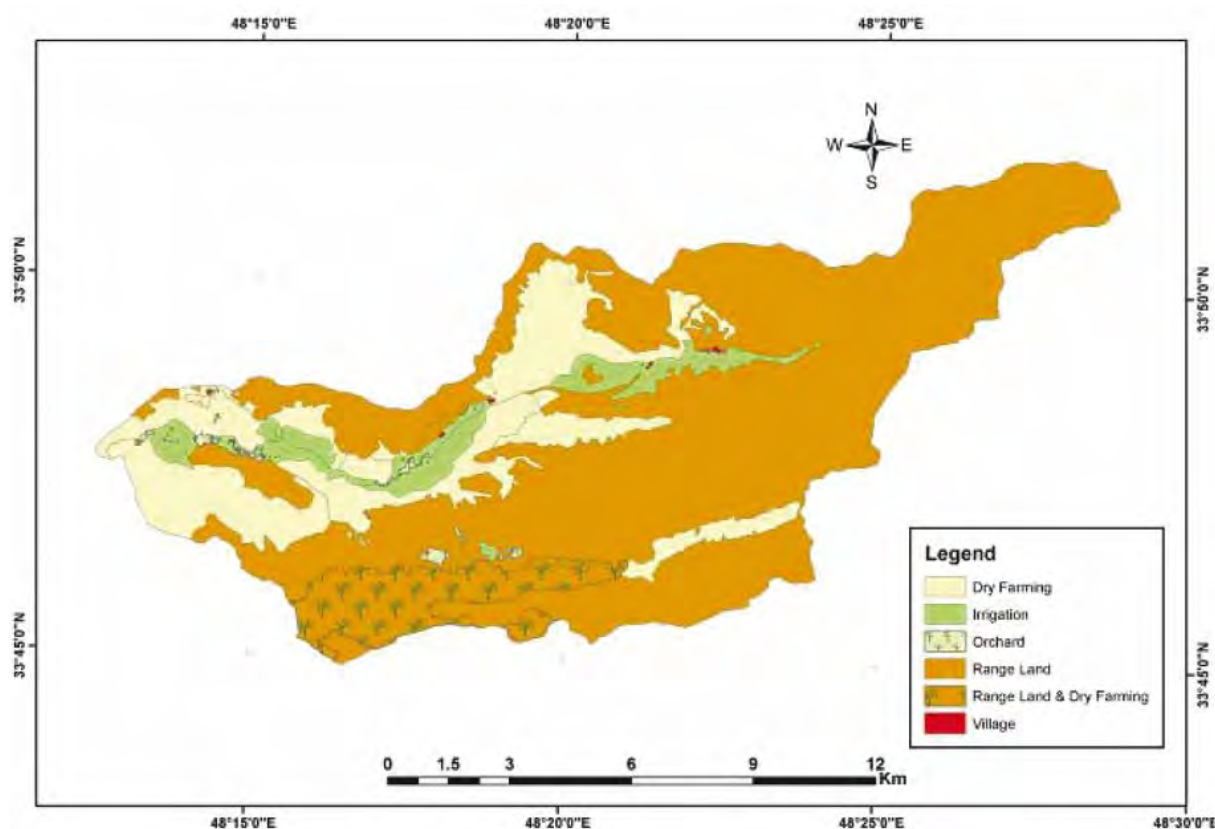 48°15'0"E 48°20'0"E 48°25'0"E
N
W E
S
33°50'0"N
33°50'0"N
Legend
Dry Farming
Irrigation
Orchard
Range Land
Range Land & Dry Farming
Village
33°45'0"N
33°45'0"N
0 1.5 3 6 9 12
Km
48°15'0"E 48°20'0"E 48°25'0"E 48°30'0"E